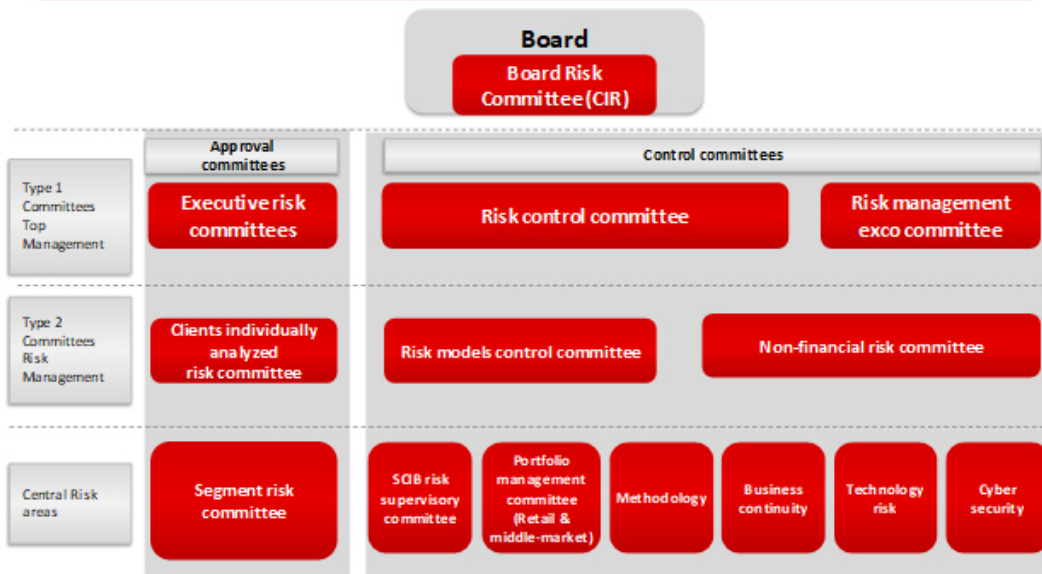 Board
Board Risk
Committee (CIR)
Approval
committees
Control committees
Type 1
Committees
Top
Management
Executive risk
committees
Risk control committee
Risk management
exco committee
Type 2
Committees
Risk
Management
Clients individually
analyzed
risk committee
Risk models control committee
Non-financial risk committee
Central Risk
areas
Segment risk
committee
SCIB risk
supervisory
committee
Portfolio
management
committee
(Retail &
middle-market)
Methodology
Business
continuity
Technology
risk
Cyber
security